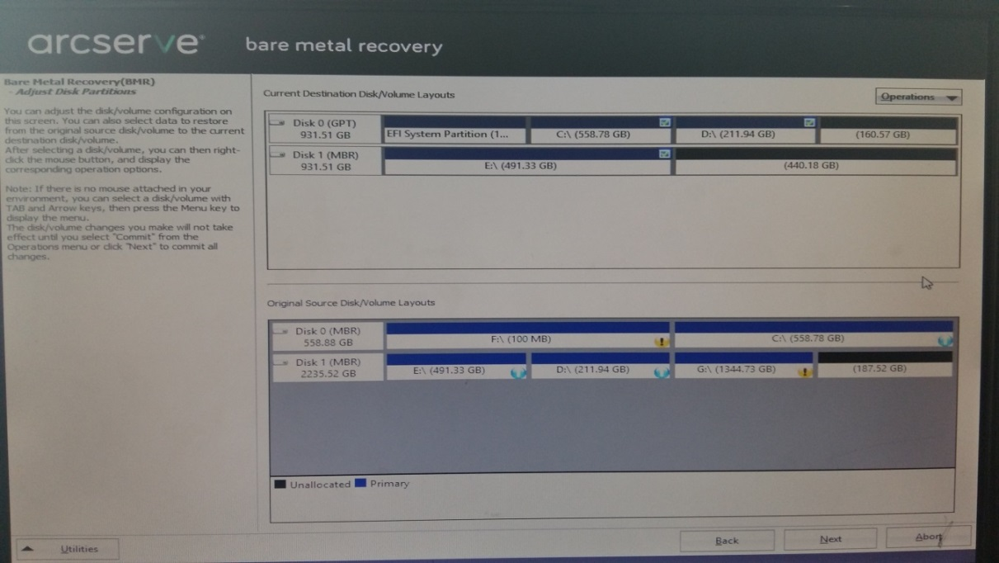 arcserve bare metal recovery
Bare Metal Recovery(BMR)
- Adjust Disk Partitions
You can adjust the disk/volume configuration on
this screen. You can also select data to restore
from the original source disk/volume to the current
destination disk/volume.
After selecting a disk/volume, you can then right-
click the mouse button, and display the
corresponding operation options.
Note: If there is no mouse attached in your
environment, you can select a disk/volume with
TAB and Arrow keys, then press the Menu key to
display the menu.
The disk/volume changes you make will not take
effect until you select "Commit" from the
Operations menu or click "Next" to commit all
changes.
Current Destination Disk/Volume Layouts
Operations
Disk 0 (GPT)
931.51 GB
EFI System Partition (1...
C:\ (558.78 GB)
D:\ (211.94 GB)
(160.57 GB)
Disk 1 (MBR)
931.51 GB
E:\ (491.33 GB)
(440.18 GB)
Original Source Disk/Volume Layouts
Disk 0 (MBR)
558.88 GB
F:\ (100 MB)
C:\ (558.78 GB)
Disk 1 (MBR)
2235.52 GB
E:\ (491.33 GB)
D:\ (211.94 GB)
G:\ (1344.73 GB)
(187.52 GB)
Unallocated Primary
Utilities
Back
Next
Abort